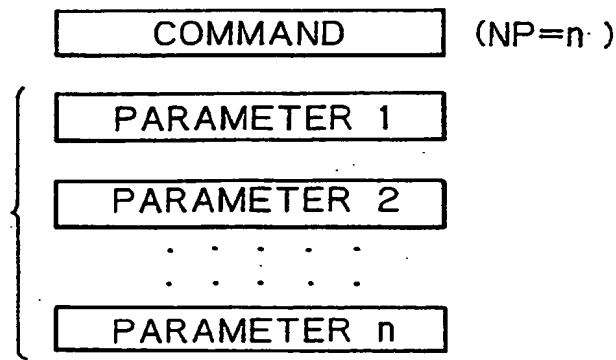 COMMAND (NP=n)
PARAMETER 1
PARAMETER 2
PARAMETER n